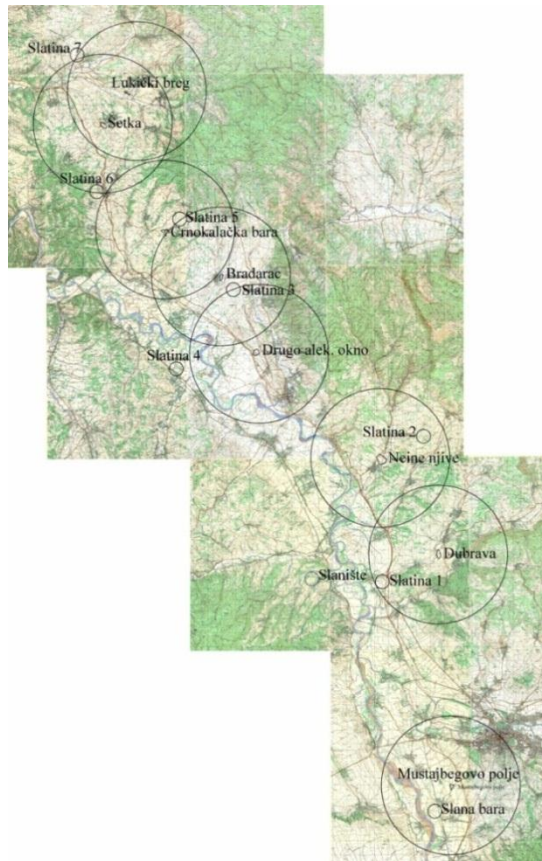 Slatina 7
Lukički breg
Šetka
Slatina 6
Slatina 5
Crnokalačka bara
Bradarac
Slatina 3
Slatina 4
Drugo alek. okno
Slatina 2
Neine njive
Dubrava
Slanište
Slatina 1
Mustajbegovo polje
Slana bara